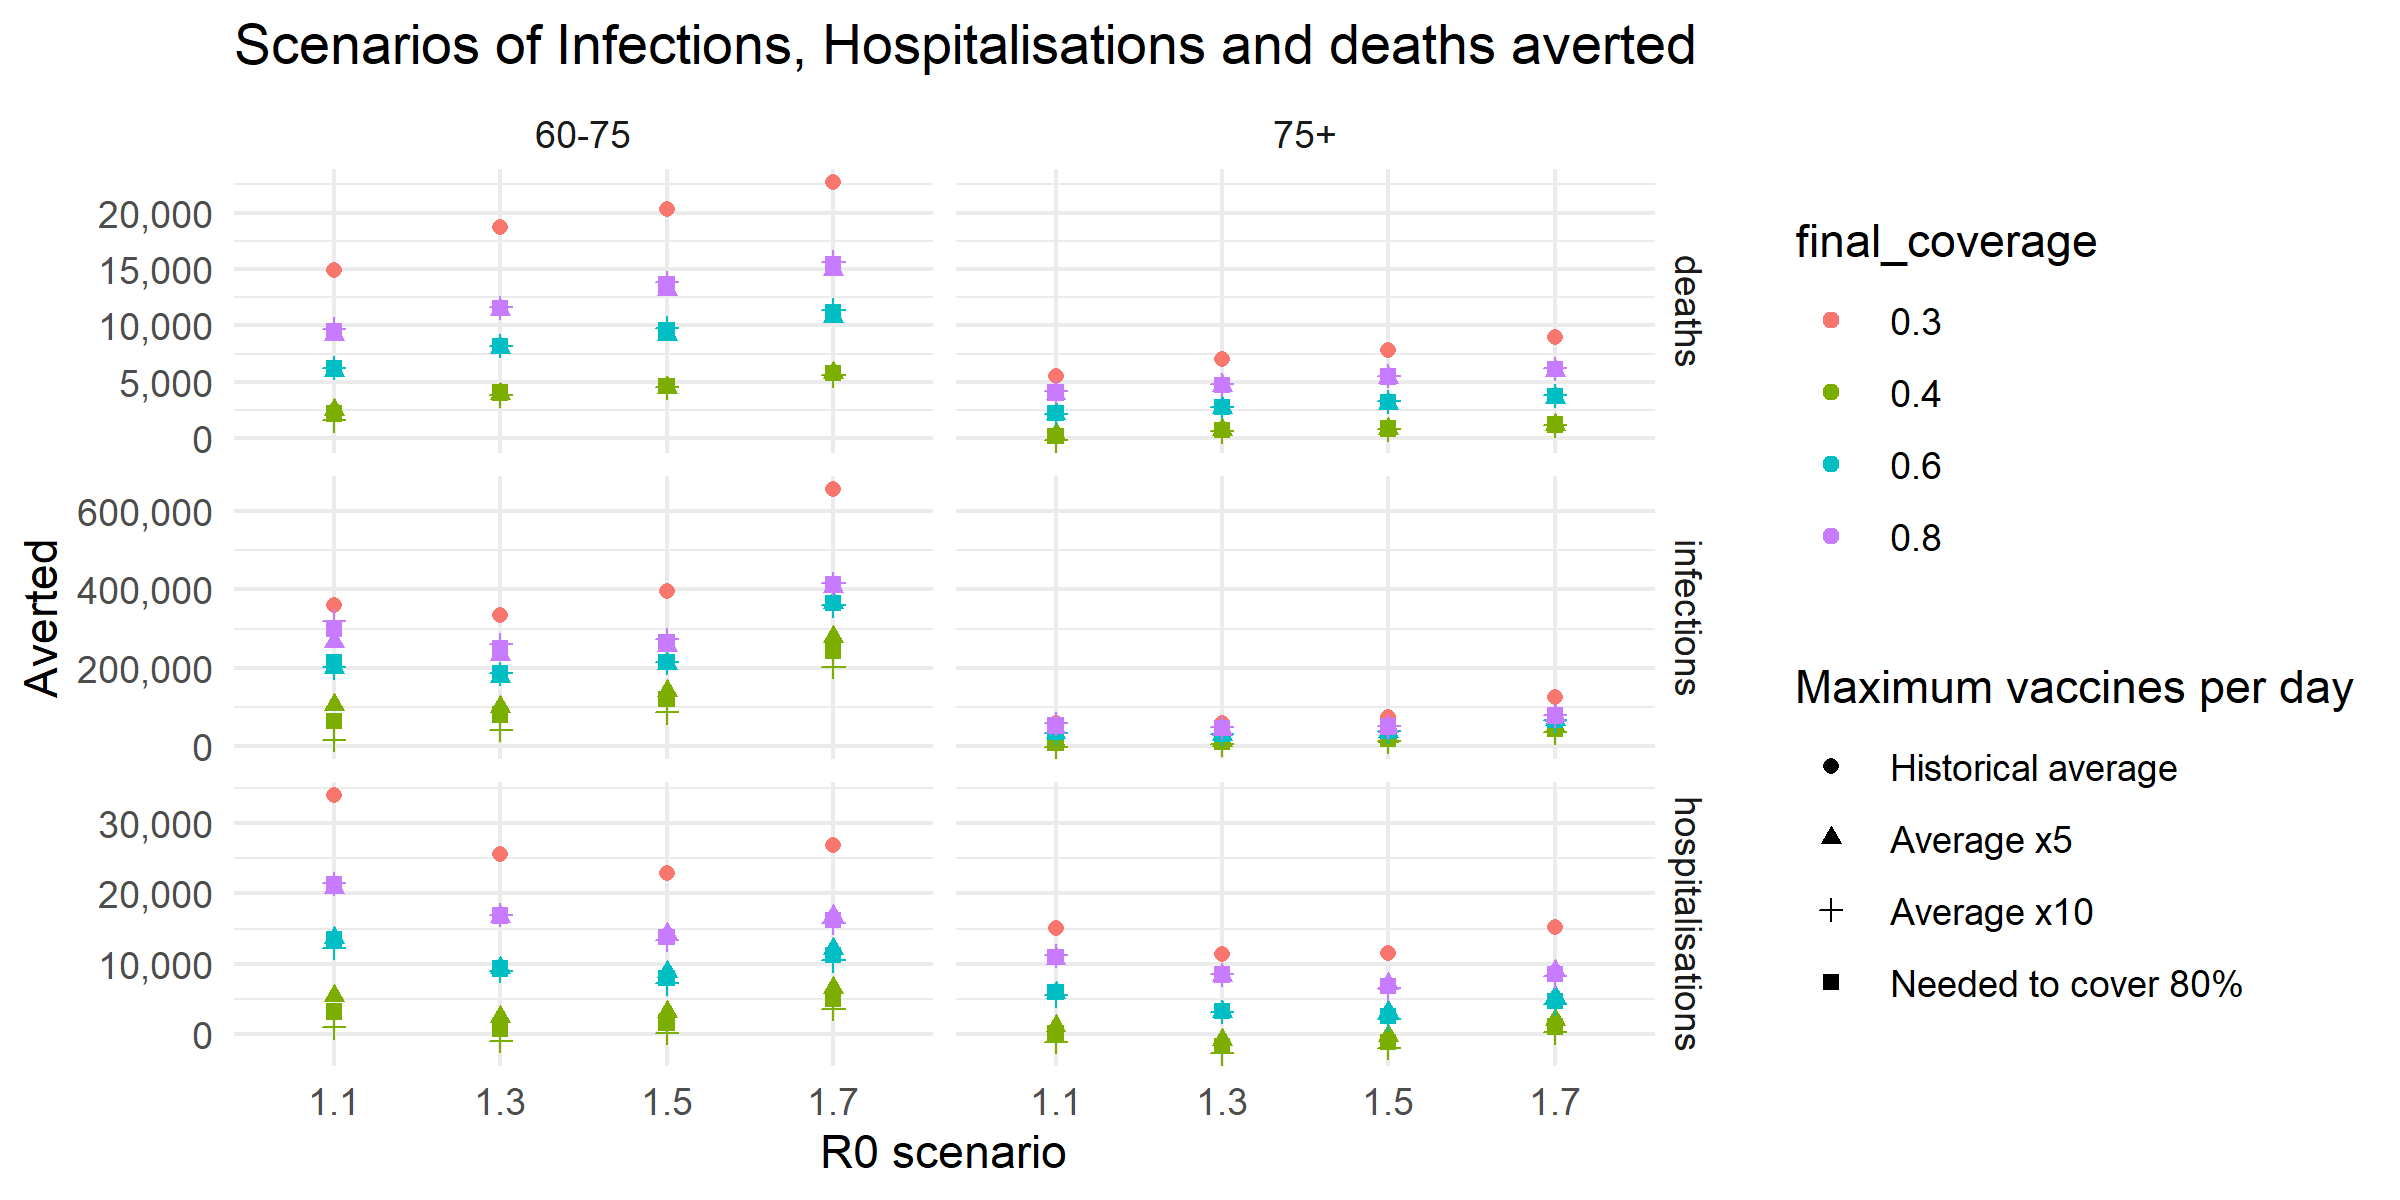 Scenarios of Infections, Hospitalisations and deaths averted
60-75
75+
20,000
15,000
10,000
5,000
0
deaths
600,000
400,000
200,000
0
infections
30,000
20,000
10,000
0
hospitalisations
Averted
1.1 1.3 1.5 1.7
1.1 1.3 1.5 1.7
R0 scenario
final_coverage
0.3
0.4
0.6
0.8
Maximum vaccines per day
Historical average
Average x5
Average x10
Needed to cover 80%